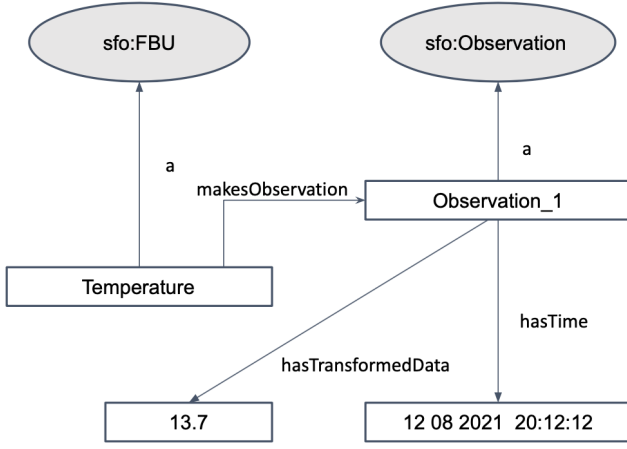 sfo:FBU
sfo:Observation
a
a
makesObservation
Observation_1
Temperature
hasTime
hasTransformedData
13.7
12 08 2021 20:12:12